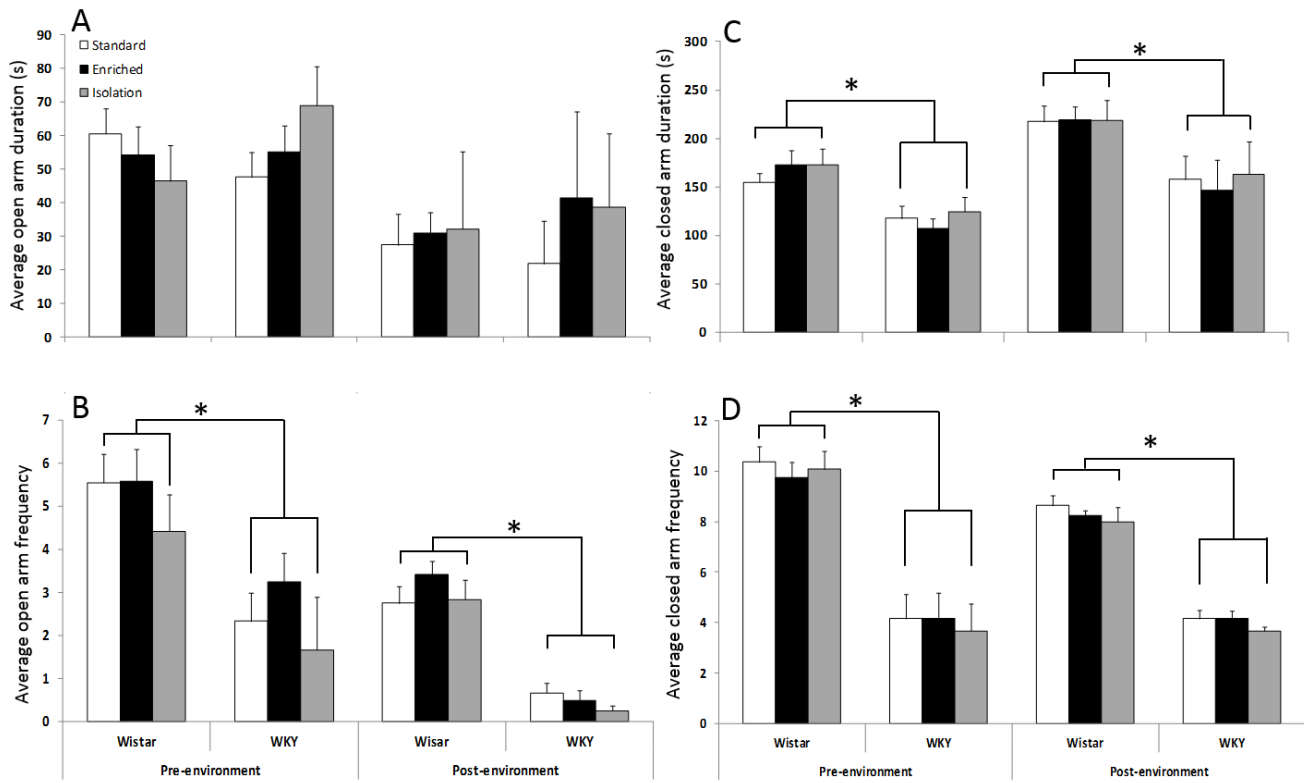 A
Average open arm duration (s)
90
80
70
60
50
40
30
20
10
0
Standard
Enriched
Isolation
C
Average closed arm duration (s)
300
250
200
150
100
50
0
*
*
B
Average open arm frequency
7
6
5
4
3
2
1
0
*
*
Wistar
WKY
Wisar
WKY
Pre-environment
Post-environment
D
Average closed arm frequency
12
10
8
6
4
2
0
*
*
Wistar
WKY
Wistar
WKY
Pre-environment
Post-environment